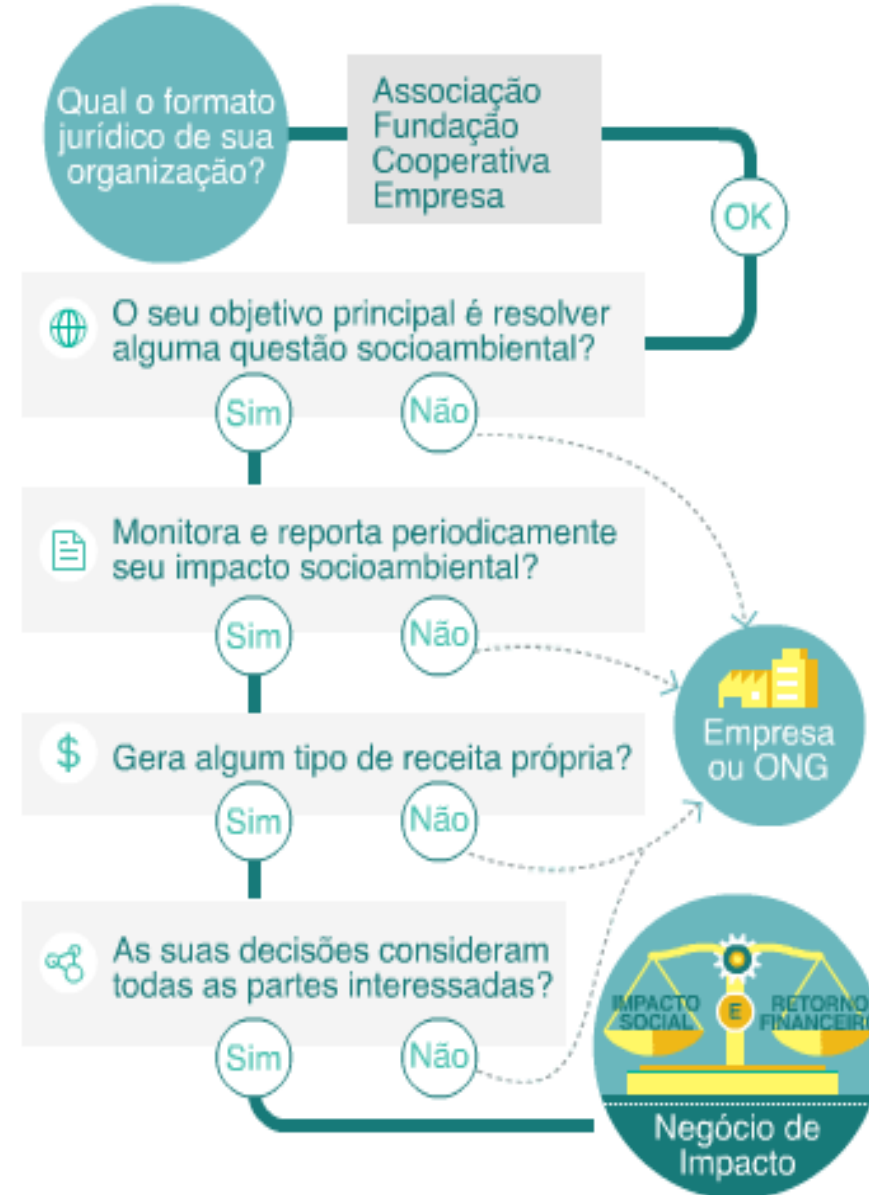 Qual o formato
jurídico de sua
organização?
Associação
Fundação
Cooperativa
Empresa
OK
O seu objetivo principal é resolver
alguma questão socioambiental?
Sim
Não
Monitora e reporta periodicamente
seu impacto socioambiental?
Sim
Não
Empresa
ou ONG
$ Gera algum tipo de receita própria?
Sim
Não
As suas decisões consideram
todas as partes interessadas?
Sim
Não
IMPACTO
SOCIAL
E
RETORNO
FINANCEIRO
Negócio de
Impacto